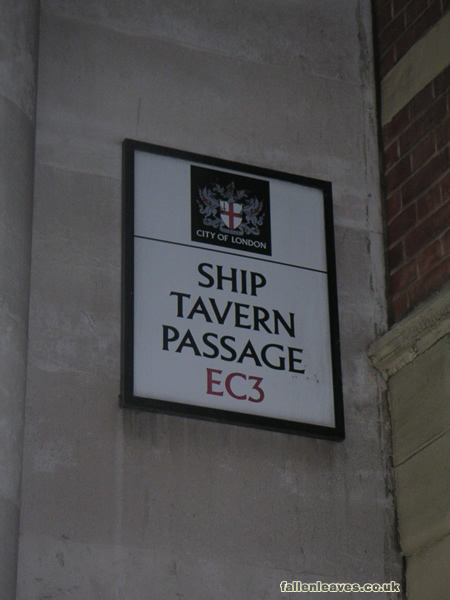 CITY OF LONDON
SHIP
TAVERN
PASSAGE
EC3
fallenleaves.co.uk